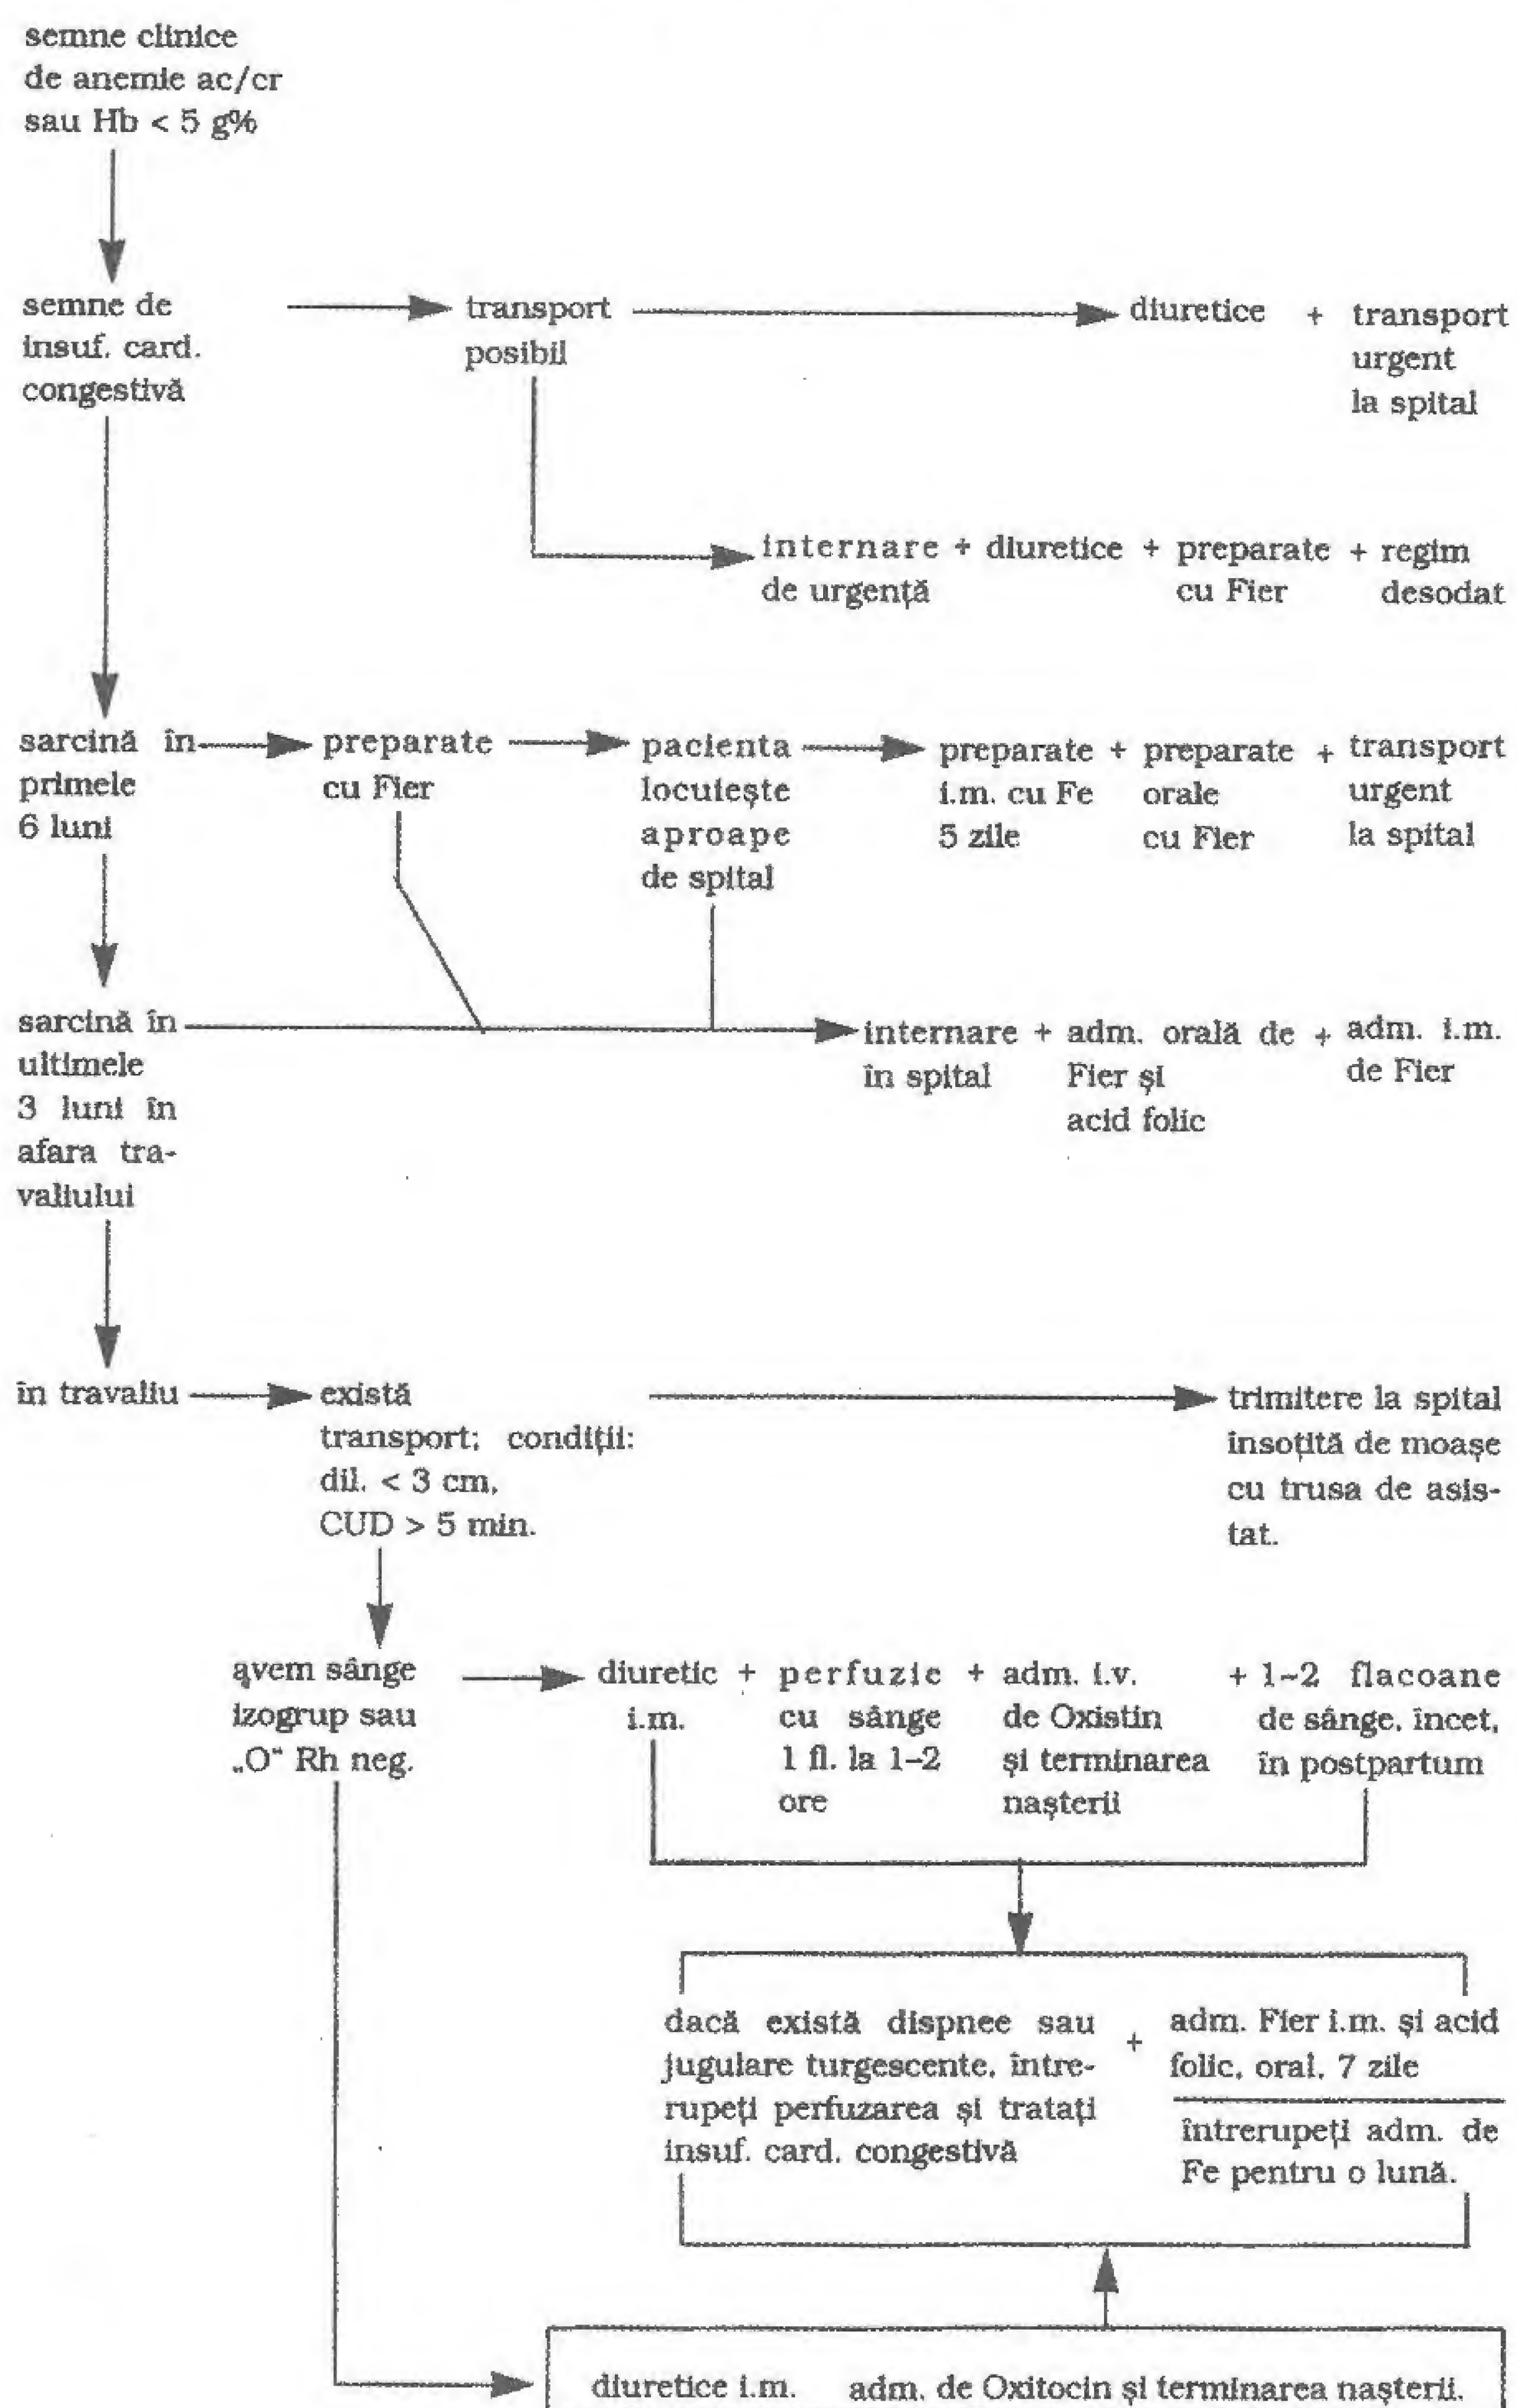 semne clinice
de anemie ac/cr
sau Hb < 5 g%
semne de
insuf. card.
congestivă
transport
posibil
diuretice + transport
urgent
la spital
internare + diuretice + preparate + regim
de urgență cu Fier desodat
sarcină în
primele
6 luni
preparate
cu Fier
pacienta
locuiește
aproape
de spital
preparate + preparate + transport
i.m. cu Fe orale urgent
5 zile cu Fier la spital
sarcină în
ultimele
3 luni în
afara tra-
valiului
internare + adm. orală de + adm. i.m.
în spital Fier și de Fier
acid folic
în travaliu
există
transport; condiții:
dil. < 3 cm,
CUD > 5 min.
trimitere la spital
însoțită de moașe
cu trusa de asis-
tat.
avem sânge
izogrup sau
„O“ Rh neg.
diuretic + perfuzie + adm. i.v. + 1–2 flacoane
i.m. cu sânge de Oxistin de sânge, încet,
1 fl. la 1–2 și terminarea în postpartum
ore nașterii
dacă există dispnee sau
jugulare turgescente, între-
rupeți perfuzarea și tratați
insuf. card. congestivă
+
adm. Fier i.m. și acid
folic, oral, 7 zile
întrerupeți adm. de
Fe pentru o lună.
diuretice i.m. adm. de Oxitocin și terminarea nașterii.